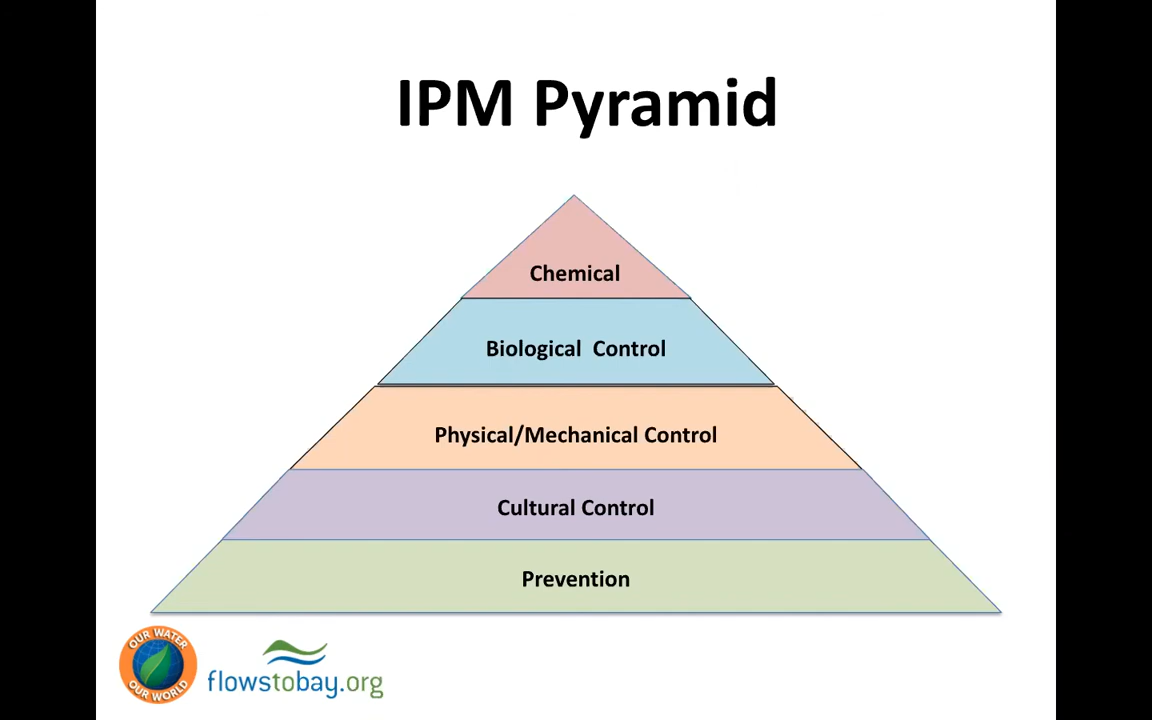 IPM Pyramid
Chemical
Biological Control
Physical/Mechanical Control
Cultural Control
Prevention
OUR WATER
OUR WORLD
flowstobay.org